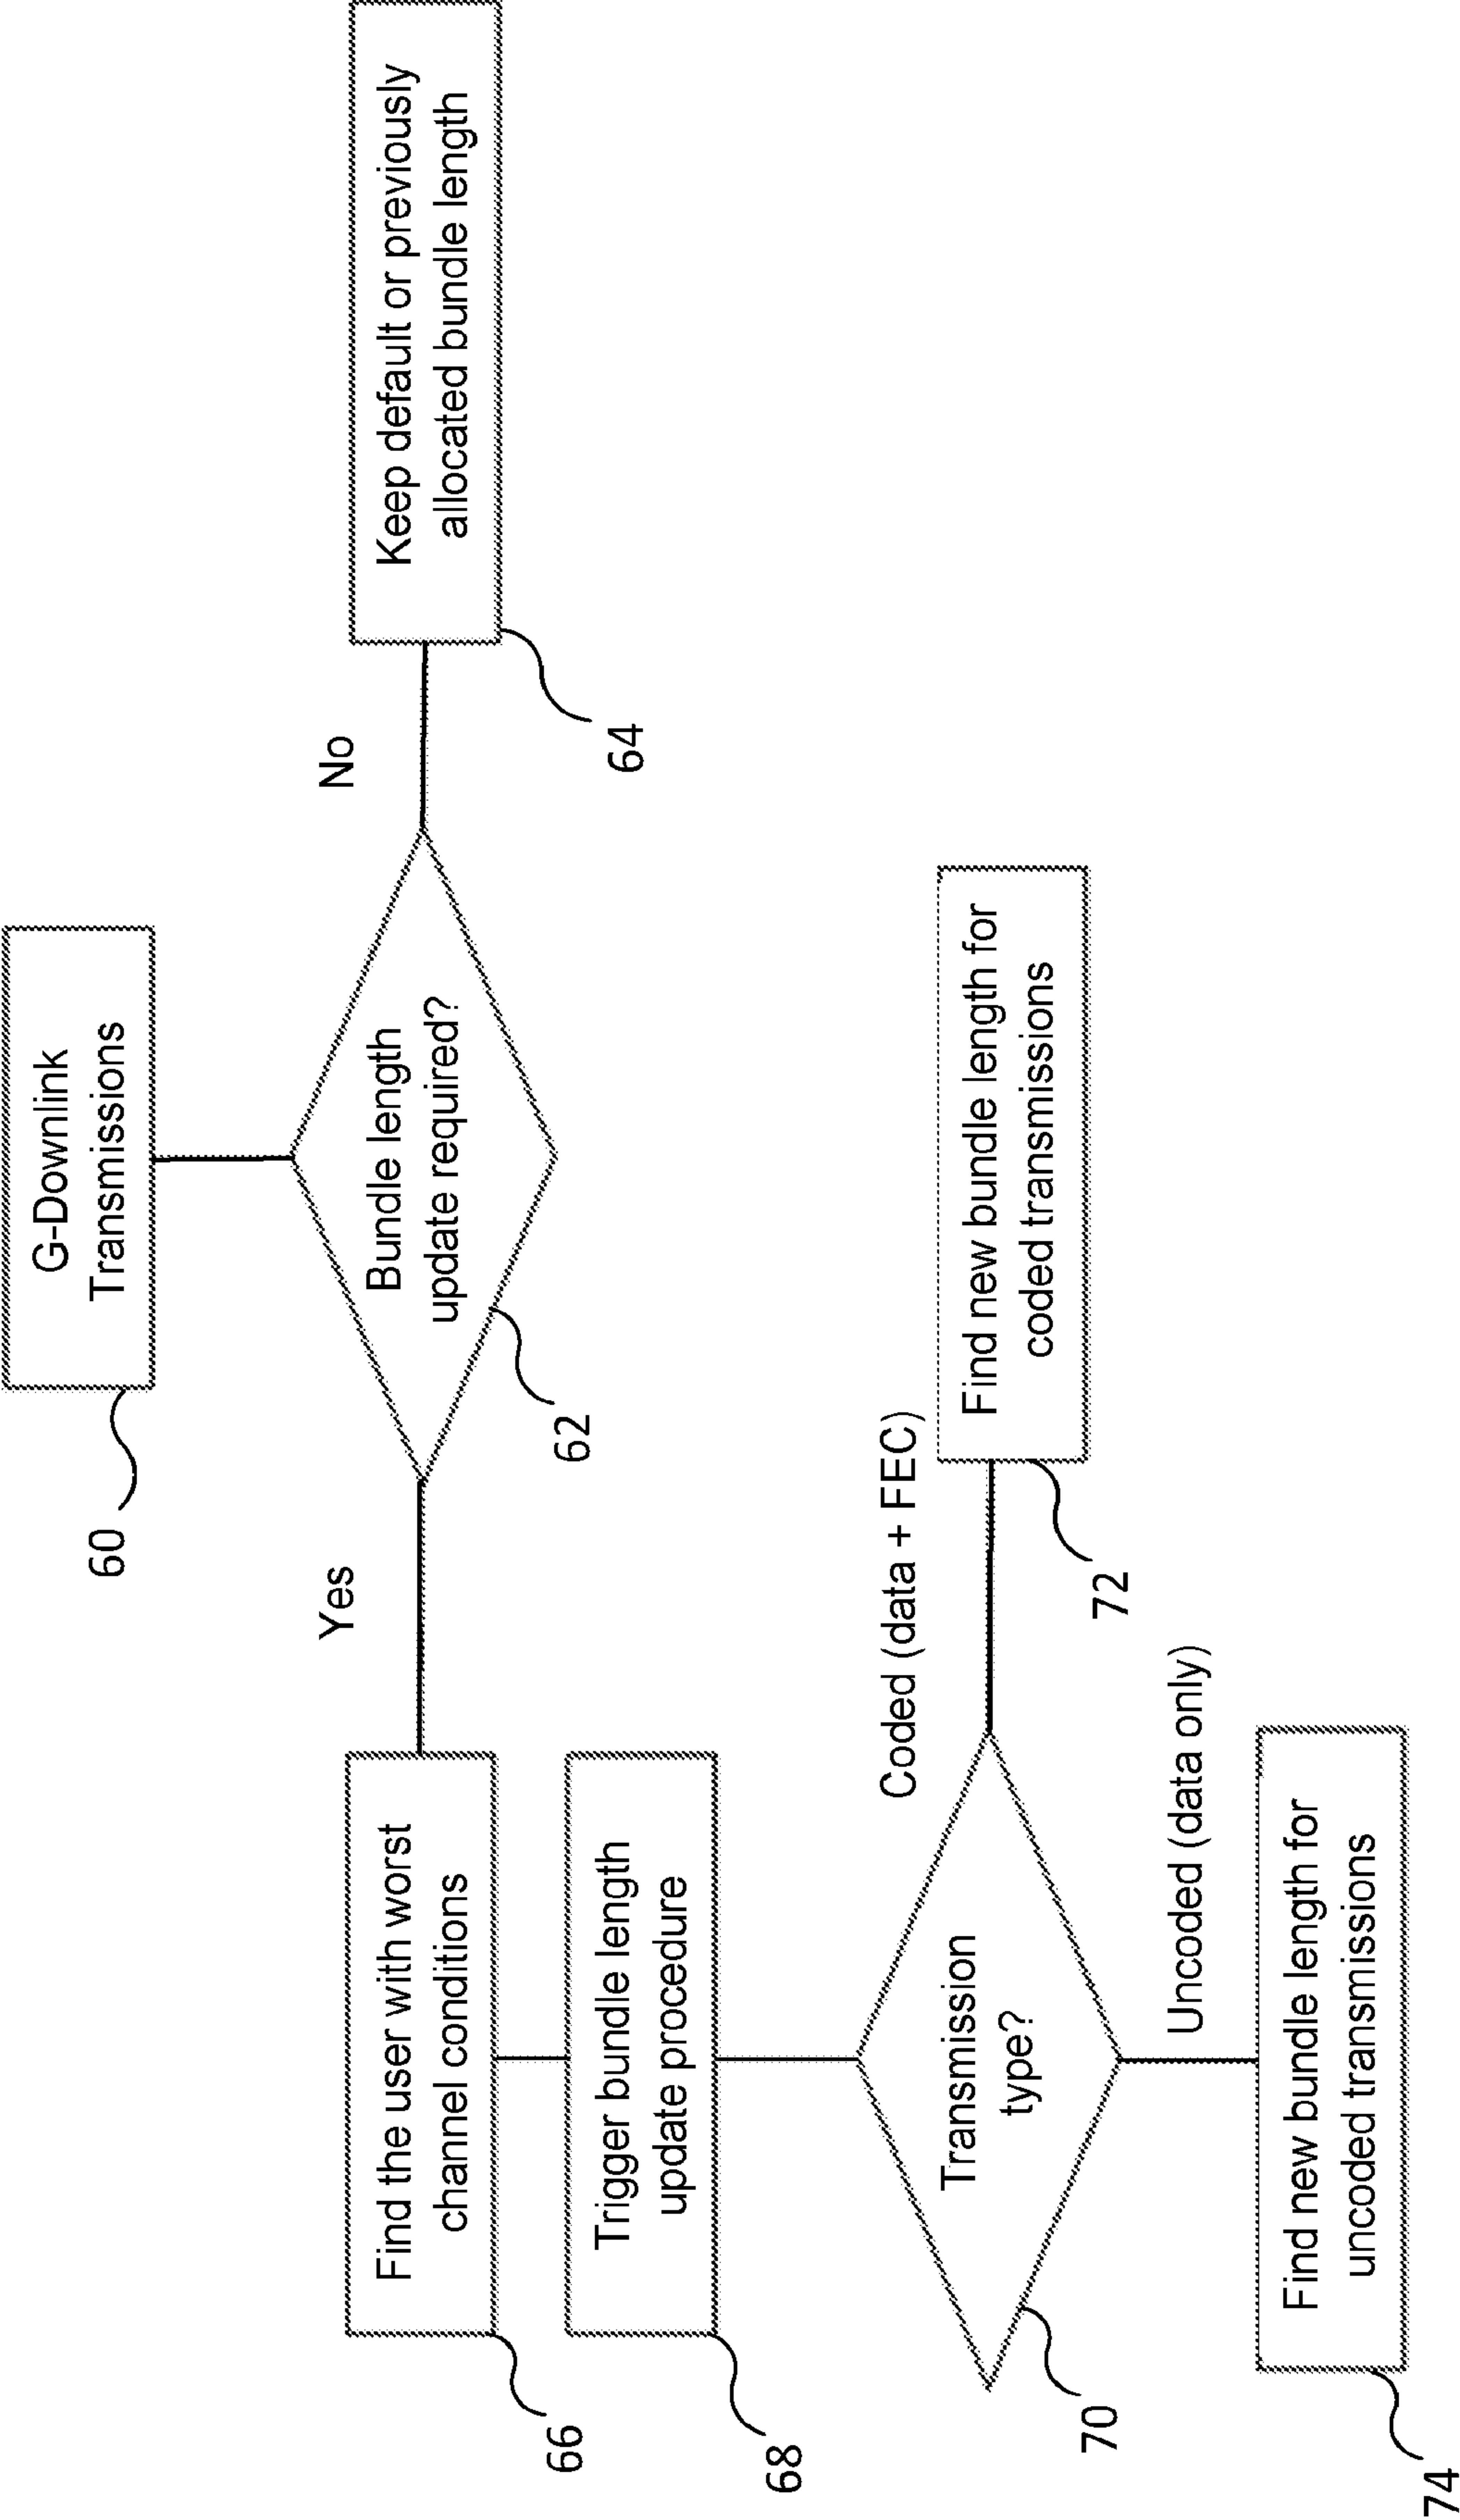 G-Downlink
Transmissions
60
Bundle length
update required?
62
Yes
No
Keep default or previously
allocated bundle length
64
Find the user with worst
channel conditions
66
Trigger bundle length
update procedure
68
Transmission
type?
70
Coded (data + FEC)
Find new bundle length for
coded transmissions
72
Uncoded (data only)
Find new bundle length for
uncoded transmissions
74